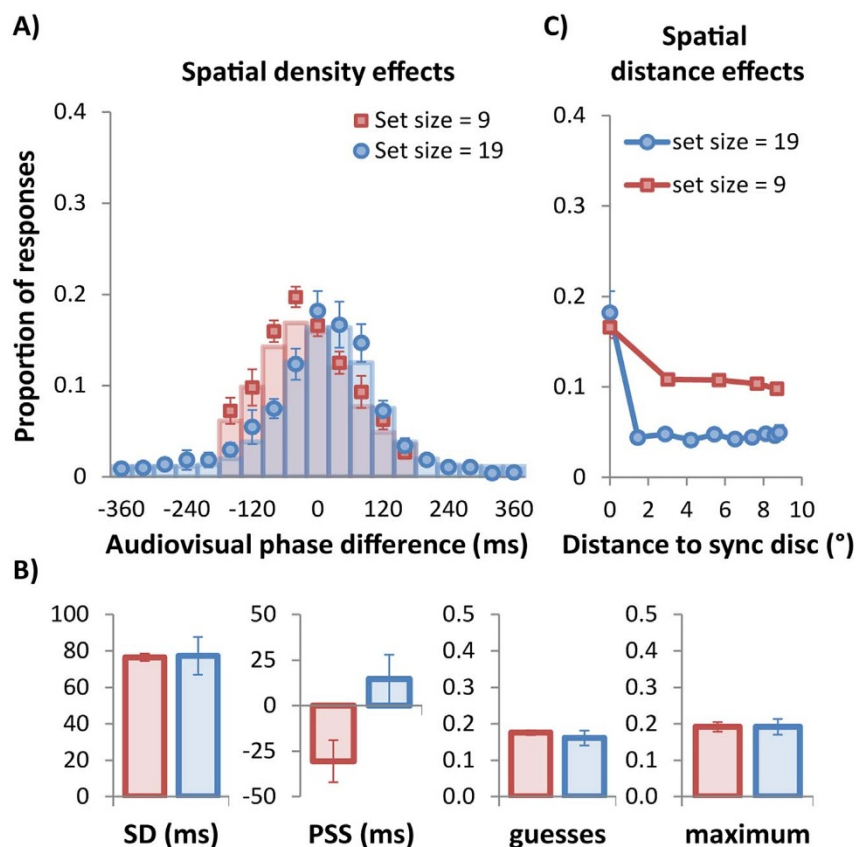 A)
Spatial density effects
Set size = 9
Set size = 19
Proportion of responses
0.4
0.3
0.2
0.1
0
-360 -240 -120 0 120 240 360
Audiovisual phase difference (ms)
C)
Spatial
distance effects
set size = 19
set size = 9
0.4
0.3
0.2
0.1
0
0 2 4 6 8 10
Distance to sync disc (°)
B)
100
80
60
40
20
0
SD (ms)
50
25
0
-25
-50
PSS (ms)
0.5
0.4
0.3
0.2
0.1
0.0
guesses
0.5
0.4
0.3
0.2
0.1
0.0
maximum